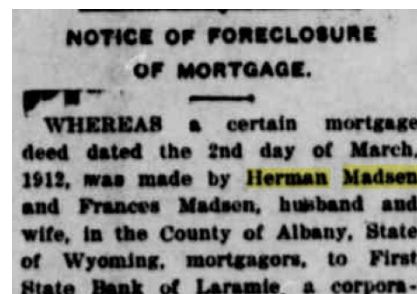 NOTICE OF FORECLOSURE
OF MORTGAGE.
WHEREAS a certain mortgage
deed dated the 2nd day of March,
1912, was made by Herman Madsen
and Frances Madsen, husband and
wife, in the County of Albany, State
of Wyoming, mortgagors, to First
State Bank of Laramie, a corpora-